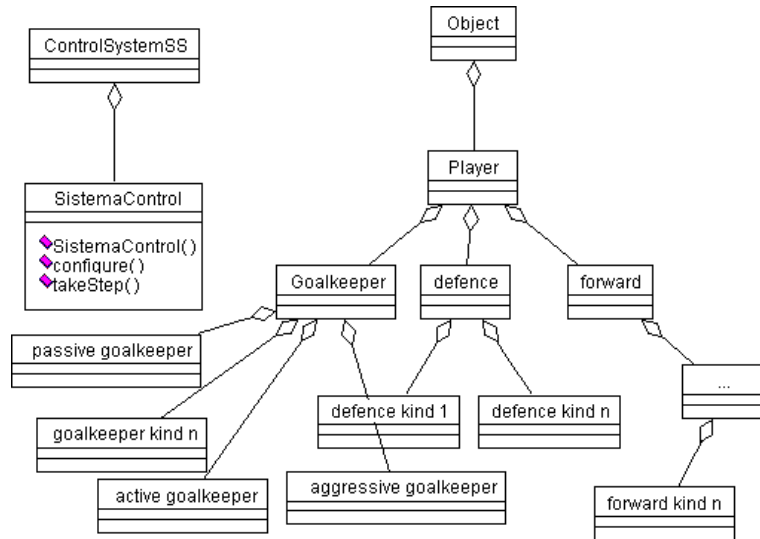 Object
ControlSystemSS
Player
SistemaControl
SistemaControl()
configure()
takeStep()
Goalkeeper
defence
forward
passive goalkeeper
...
defence kind 1
defence kind n
goalkeeper kind n
active goalkeeper
aggressive goalkeeper
forward kind n